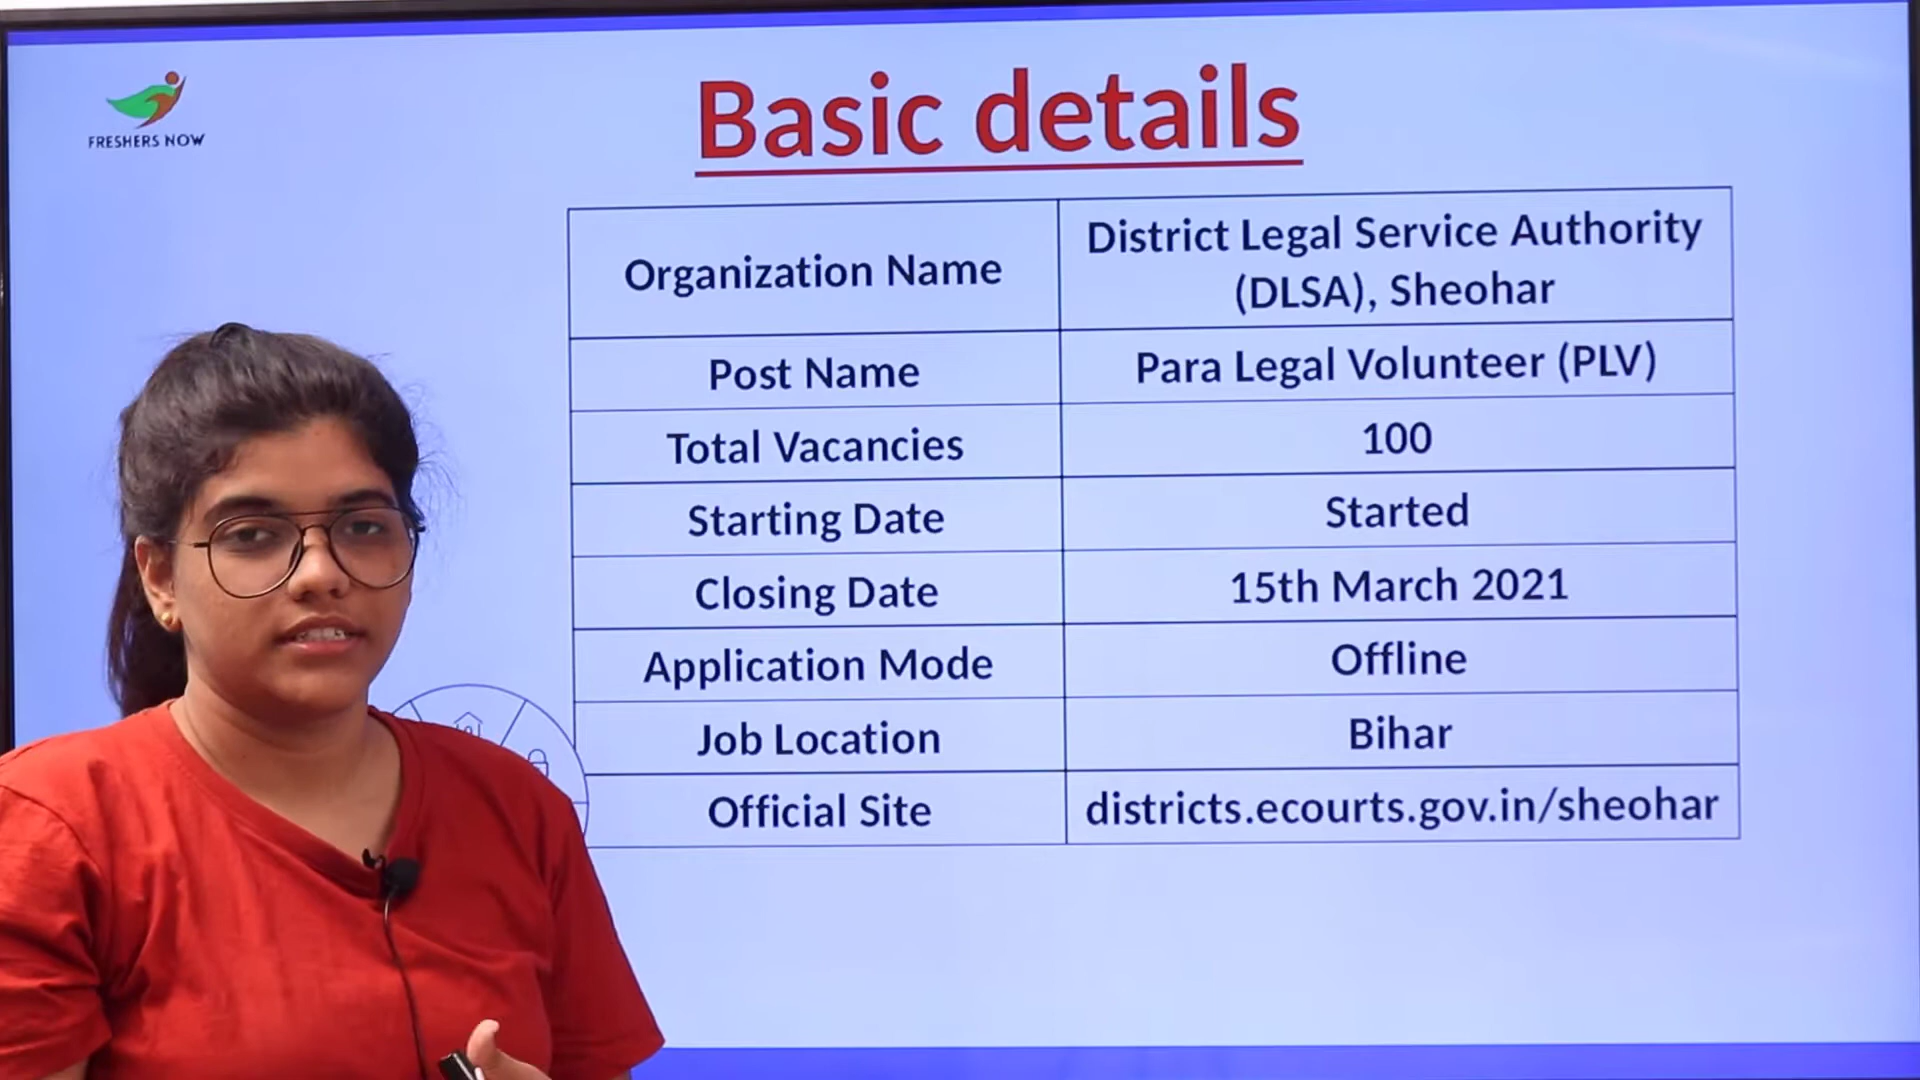 FRESHERS NOW
Basic details
Organization Name
District Legal Service Authority
(DLSA), Sheohar
Post Name
Para Legal Volunteer (PLV)
Total Vacancies
100
Starting Date
Started
Closing Date
15th March 2021
Application Mode
Offline
Job Location
Bihar
Official Site
districts.ecourts.gov.in/sheohar